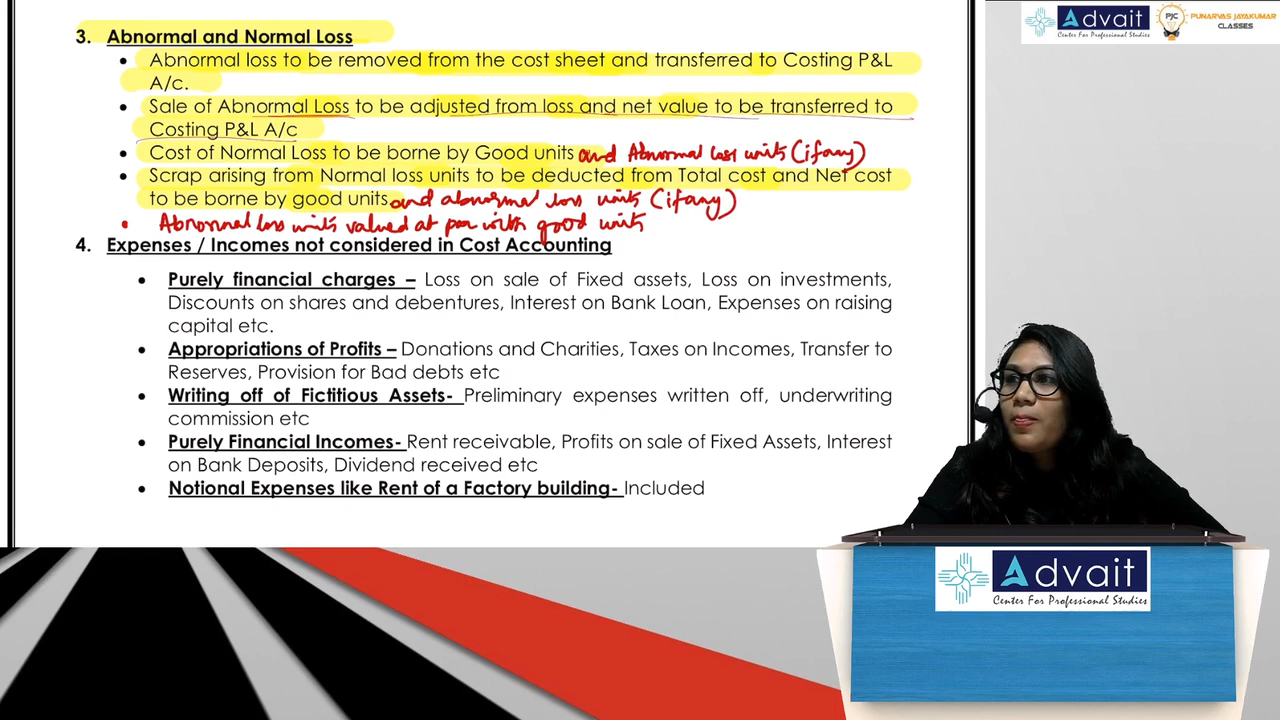 Advait
Center For Professional Studies
PJC
PUNARVAS JAYAKUMAR
CLASSES
3. Abnormal and Normal Loss
• Abnormal loss to be removed from the cost sheet and transferred to Costing P&L
A/c.
• Sale of Abnormal Loss to be adjusted from loss and net value to be transferred to
Costing P&L A/c
• Cost of Normal Loss to be borne by Good units and Abnormal loss units (if any)
• Scrap arising from Normal loss units to be deducted from Total cost and Net cost
to be borne by good units and abnormal loss units (if any)
• Abnormal loss units valued at par with good units
4. Expenses / Incomes not considered in Cost Accounting
• Purely financial charges – Loss on sale of Fixed assets, Loss on investments,
Discounts on shares and debentures, Interest on Bank Loan, Expenses on raising
capital etc.
• Appropriations of Profits – Donations and Charities, Taxes on Incomes, Transfer to
Reserves, Provision for Bad debts etc
• Writing off of Fictitious Assets- Preliminary expenses written off, underwriting
commission etc
• Purely Financial Incomes- Rent receivable, Profits on sale of Fixed Assets, Interest
on Bank Deposits, Dividend received etc
• Notional Expenses like Rent of a Factory building- Included
Advait
Center For Professional Studies